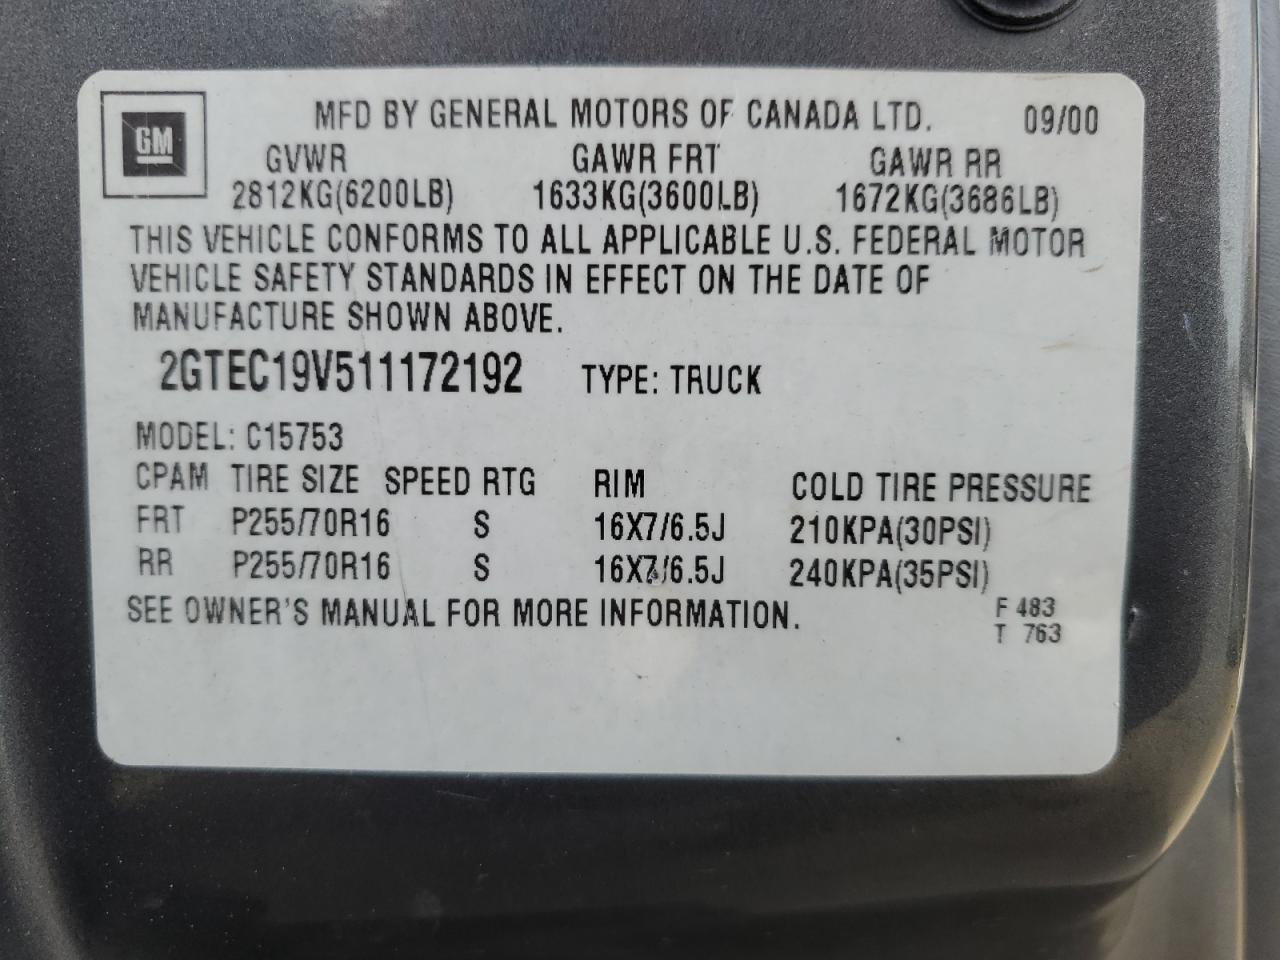 GM
MFD BY GENERAL MOTORS OF CANADA LTD. 09/00
GVWR GAWR FRT GAWR RR
2812KG(6200LB) 1633KG(3600LB) 1672KG(3686LB)
THIS VEHICLE CONFORMS TO ALL APPLICABLE U.S. FEDERAL MOTOR
VEHICLE SAFETY STANDARDS IN EFFECT ON THE DATE OF
MANUFACTURE SHOWN ABOVE.
2GTEC19V511172192 TYPE: TRUCK
MODEL: C15753
CPAM TIRE SIZE SPEED RTG RIM COLD TIRE PRESSURE
FRT P255/70R16 S 16X7/6.5J 210KPA(30PSI)
RR P255/70R16 S 16X7/6.5J 240KPA(35PSI)
SEE OWNER'S MANUAL FOR MORE INFORMATION. F 483
T 763